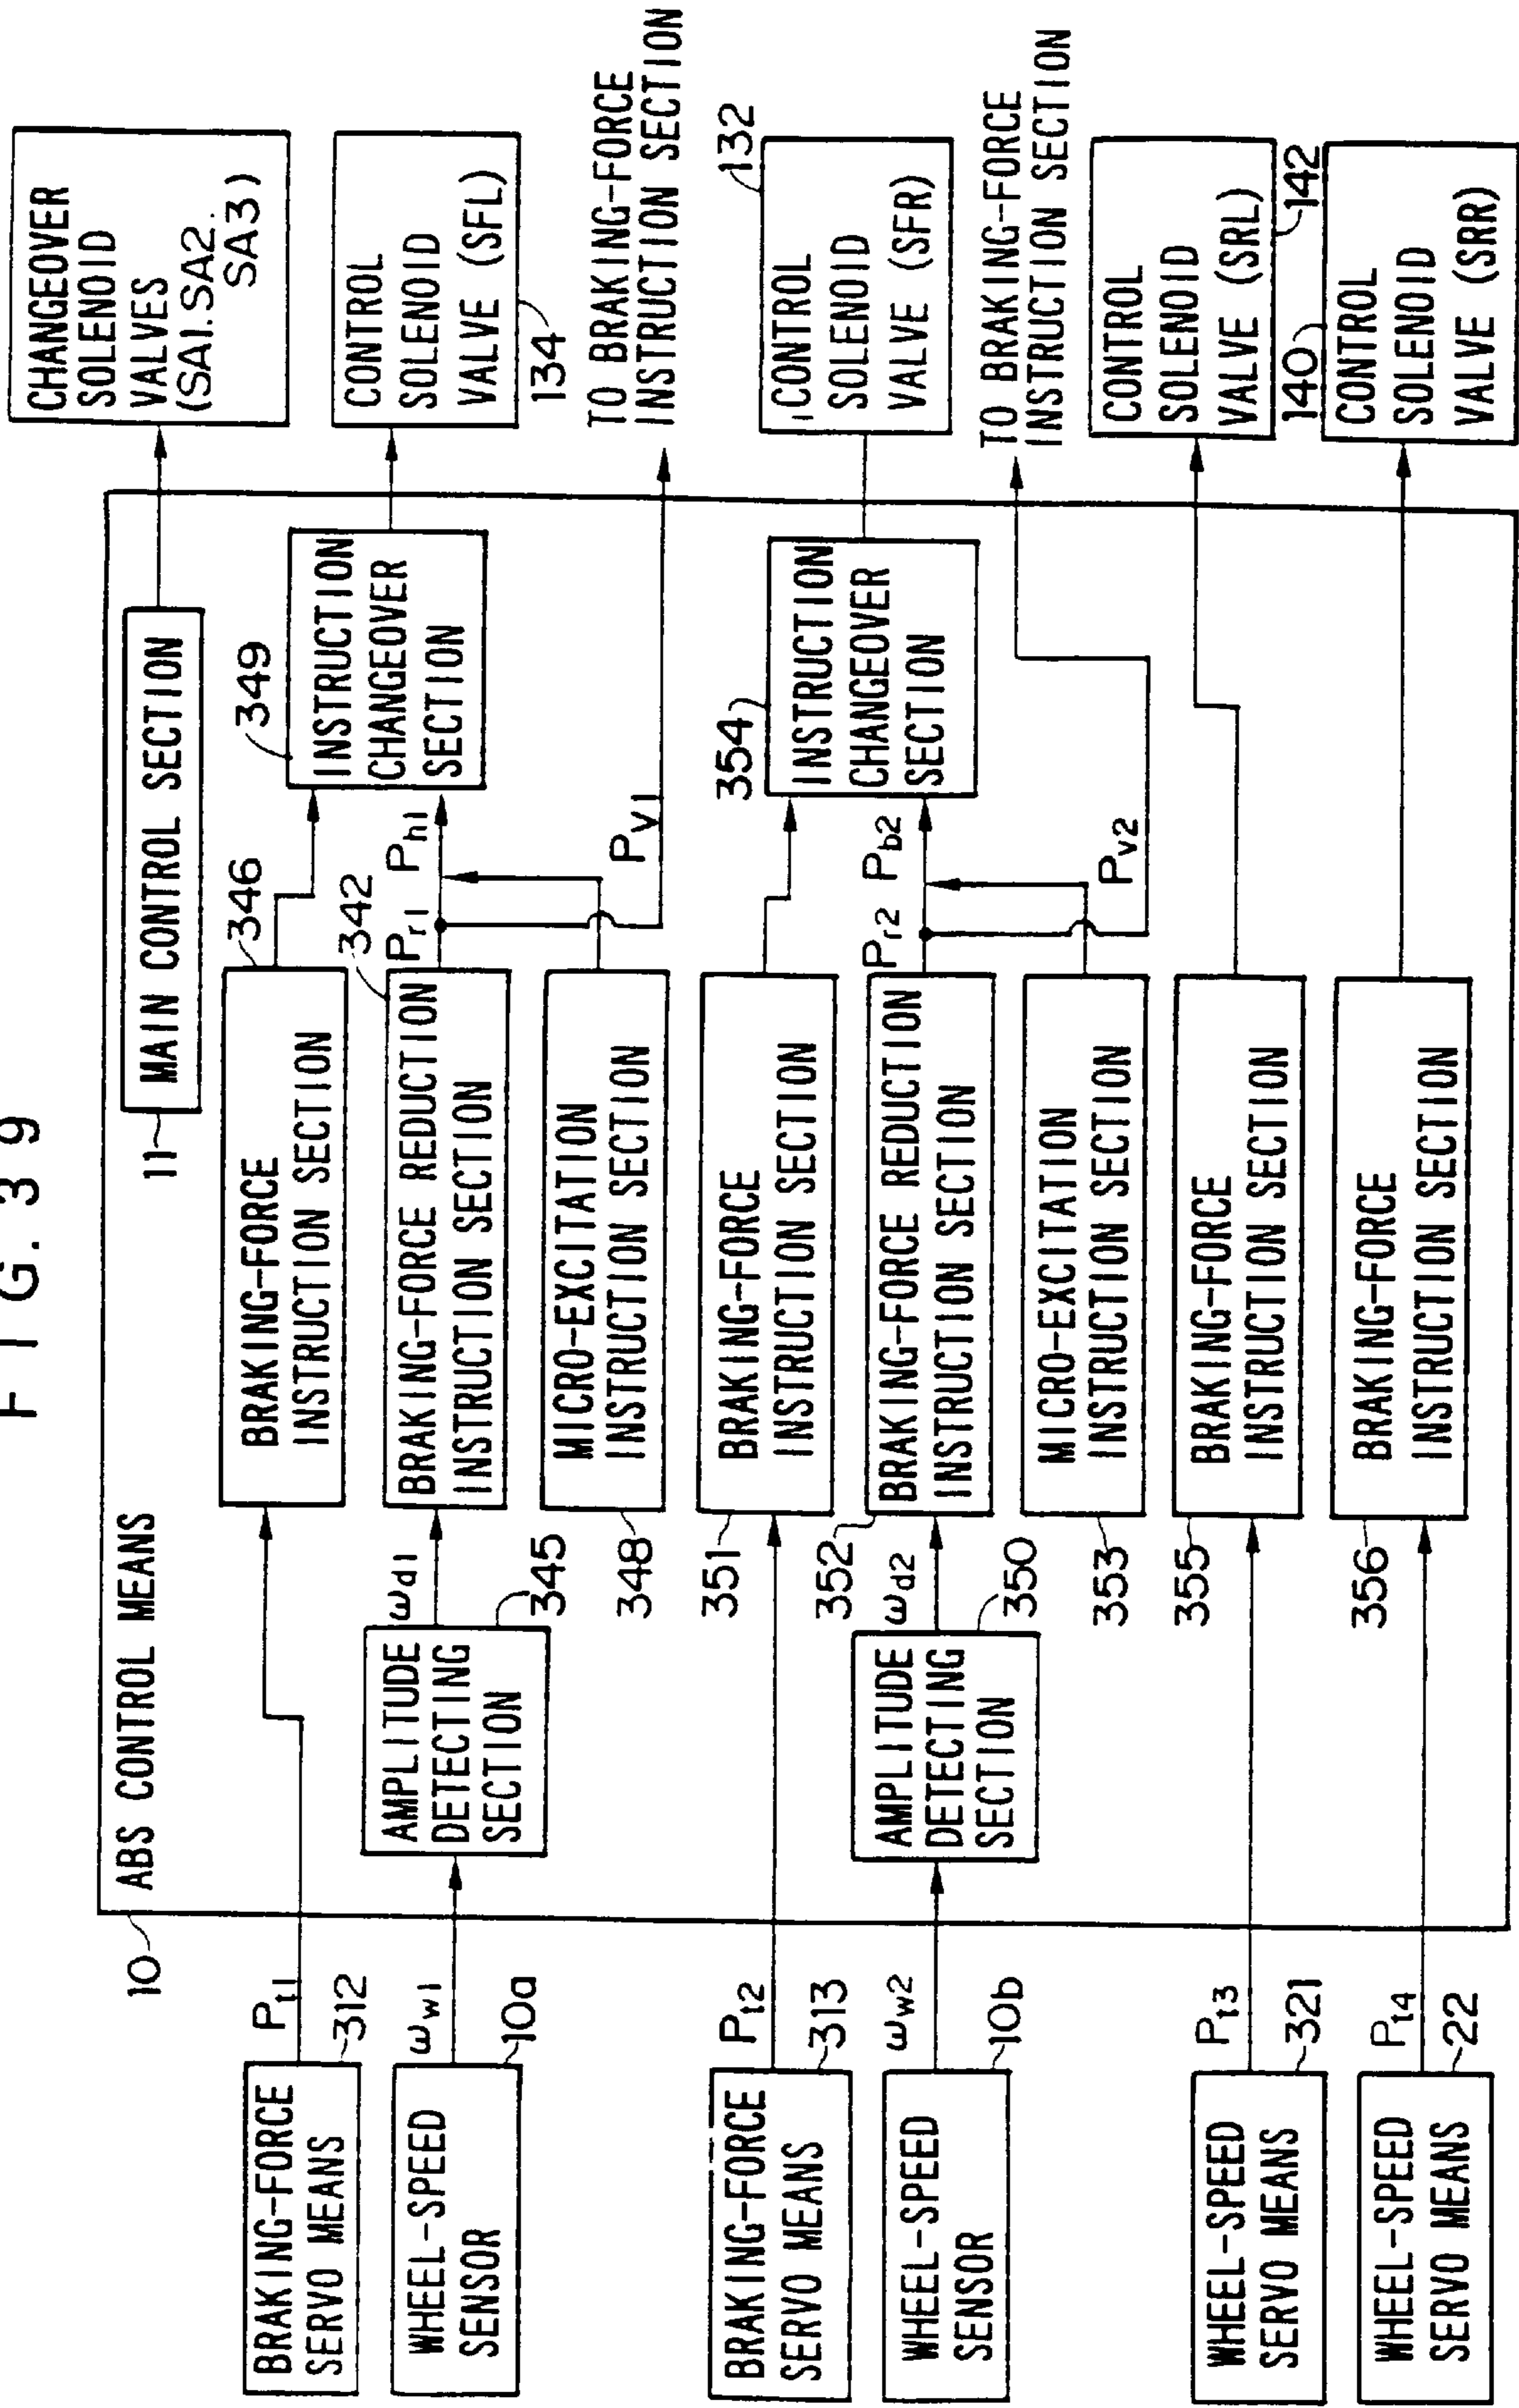 FIG.39
10
ABS CONTROL MEANS
11
MAIN CONTROL SECTION
CHANGEOVER
SOLENOID
VALVES
(SA1.SA2.
SA3)
BRAKING-FORCE
SERVO MEANS
312
Pt1
346
BRAKING-FORCE
INSTRUCTION SECTION
349
INSTRUCTION
CHANGEOVER
SECTION
CONTROL
SOLENOID
VALVE (SFL)
134
WHEEL-SPEED
SENSOR
10a
ωw1
AMPLITUDE
DETECTING
SECTION
345
ωd1
342
BRAKING-FORCE REDUCTION
INSTRUCTION SECTION
Pr1
Ph1
348
MICRO-EXCITATION
INSTRUCTION SECTION
Pv1
TO BRAKING-FORCE
INSTRUCTION SECTION
BRAKING-FORCE
SERVO MEANS
313
Pt2
351
BRAKING-FORCE
INSTRUCTION SECTION
354
INSTRUCTION
CHANGEOVER
SECTION
132
CONTROL
SOLENOID
VALVE (SFR)
WHEEL-SPEED
SENSOR
10b
ωw2
AMPLITUDE
DETECTING
SECTION
350
ωd2
352
BRAKING-FORCE REDUCTION
INSTRUCTION SECTION
Pr2
Pb2
353
MICRO-EXCITATION
INSTRUCTION SECTION
Pv2
TO BRAKING-FORCE
INSTRUCTION SECTION
WHEEL-SPEED
SERVO MEANS
321
Pt3
355
BRAKING-FORCE
INSTRUCTION SECTION
CONTROL
SOLENOID
VALVE (SRL)
142
WHEEL-SPEED
SERVO MEANS
22
Pt4
356
BRAKING-FORCE
INSTRUCTION SECTION
140
CONTROL
SOLENOID
VALVE (SRR)